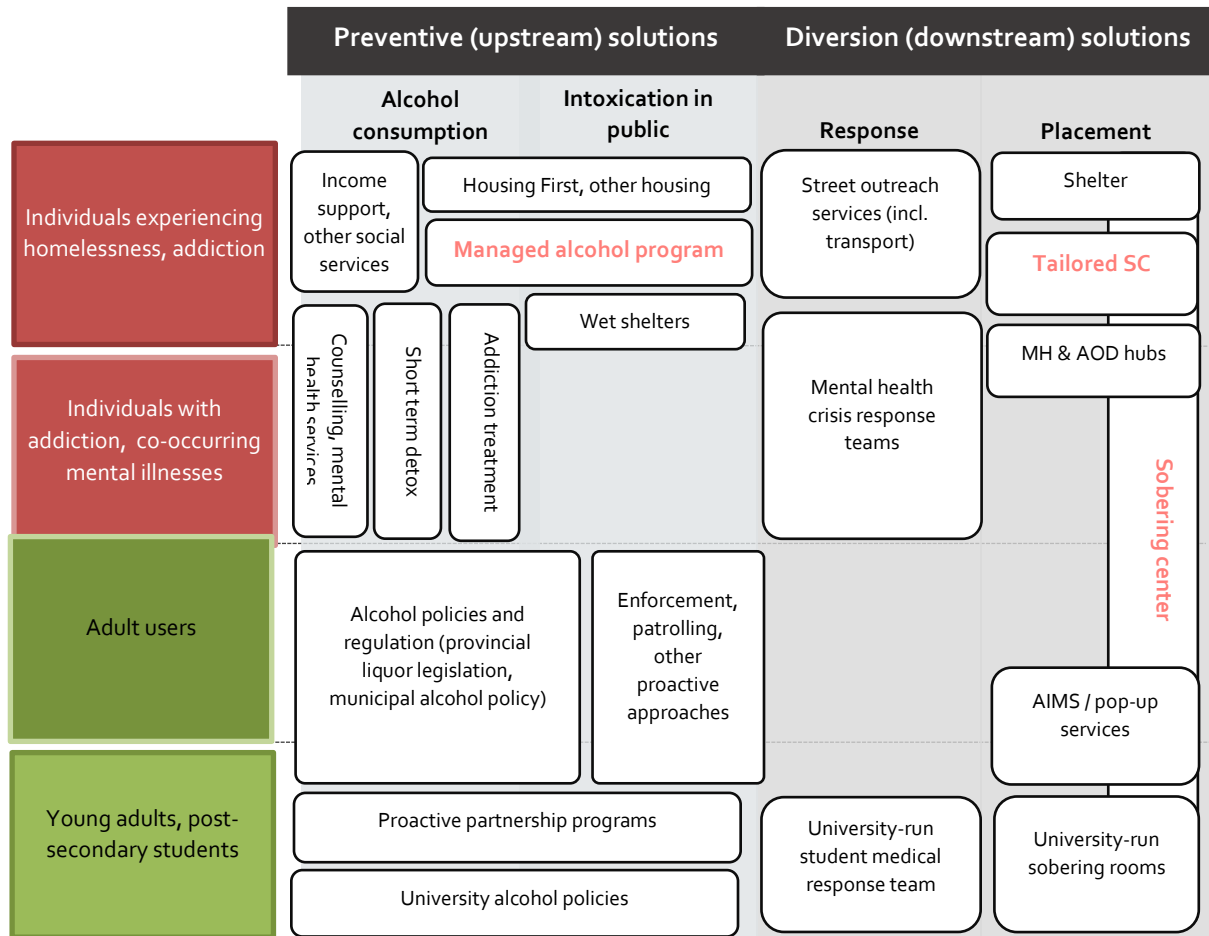 Preventive (upstream) solutions
Diversion (downstream) solutions
Alcohol
consumption
Intoxication in
public
Response
Placement
Individuals experiencing
homelessness, addiction
Income
support,
other social
services
Housing First, other housing
Managed alcohol program
Wet shelters
Street outreach
services (incl.
transport)
Shelter
Tailored SC
MH & AOD hubs
Individuals with
addiction, co-occurring
mental illnesses
Counselling, mental
health services
Short term detox
Addiction treatment
Mental health
crisis response
teams
Sobering center
Adult users
Alcohol policies and
regulation (provincial
liquor legislation,
municipal alcohol policy)
Enforcement,
patrolling,
other
proactive
approaches
AIMS / pop-up
services
Young adults, post-
secondary students
Proactive partnership programs
University alcohol policies
University-run
student medical
response team
University-run
sobering rooms